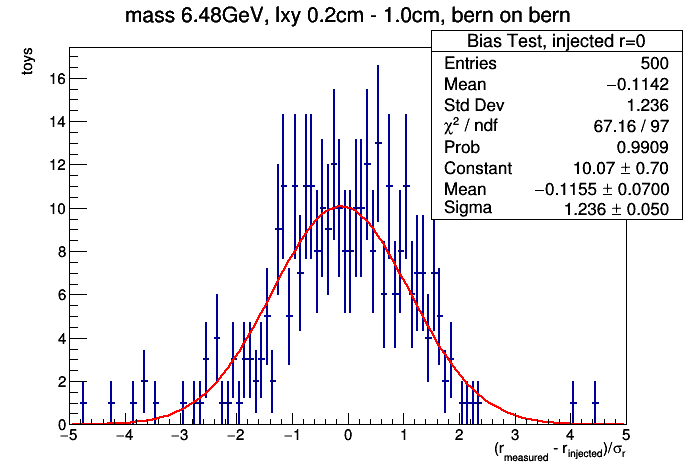 mass 6.48GeV, lxy 0.2cm - 1.0cm, bern on bern
Bias Test, injected r=0
Entries 500
Mean −0.1142
Std Dev 1.236
χ² / ndf 67.16 / 97
Prob 0.9909
Constant 10.07 ± 0.70
Mean −0.1155 ± 0.0700
Sigma 1.236 ± 0.050
toys
16
14
12
10
8
6
4
2
0
−5 −4 −3 −2 −1 0 1 2 3 4 5
(r_measured - r_injected)/σ_r